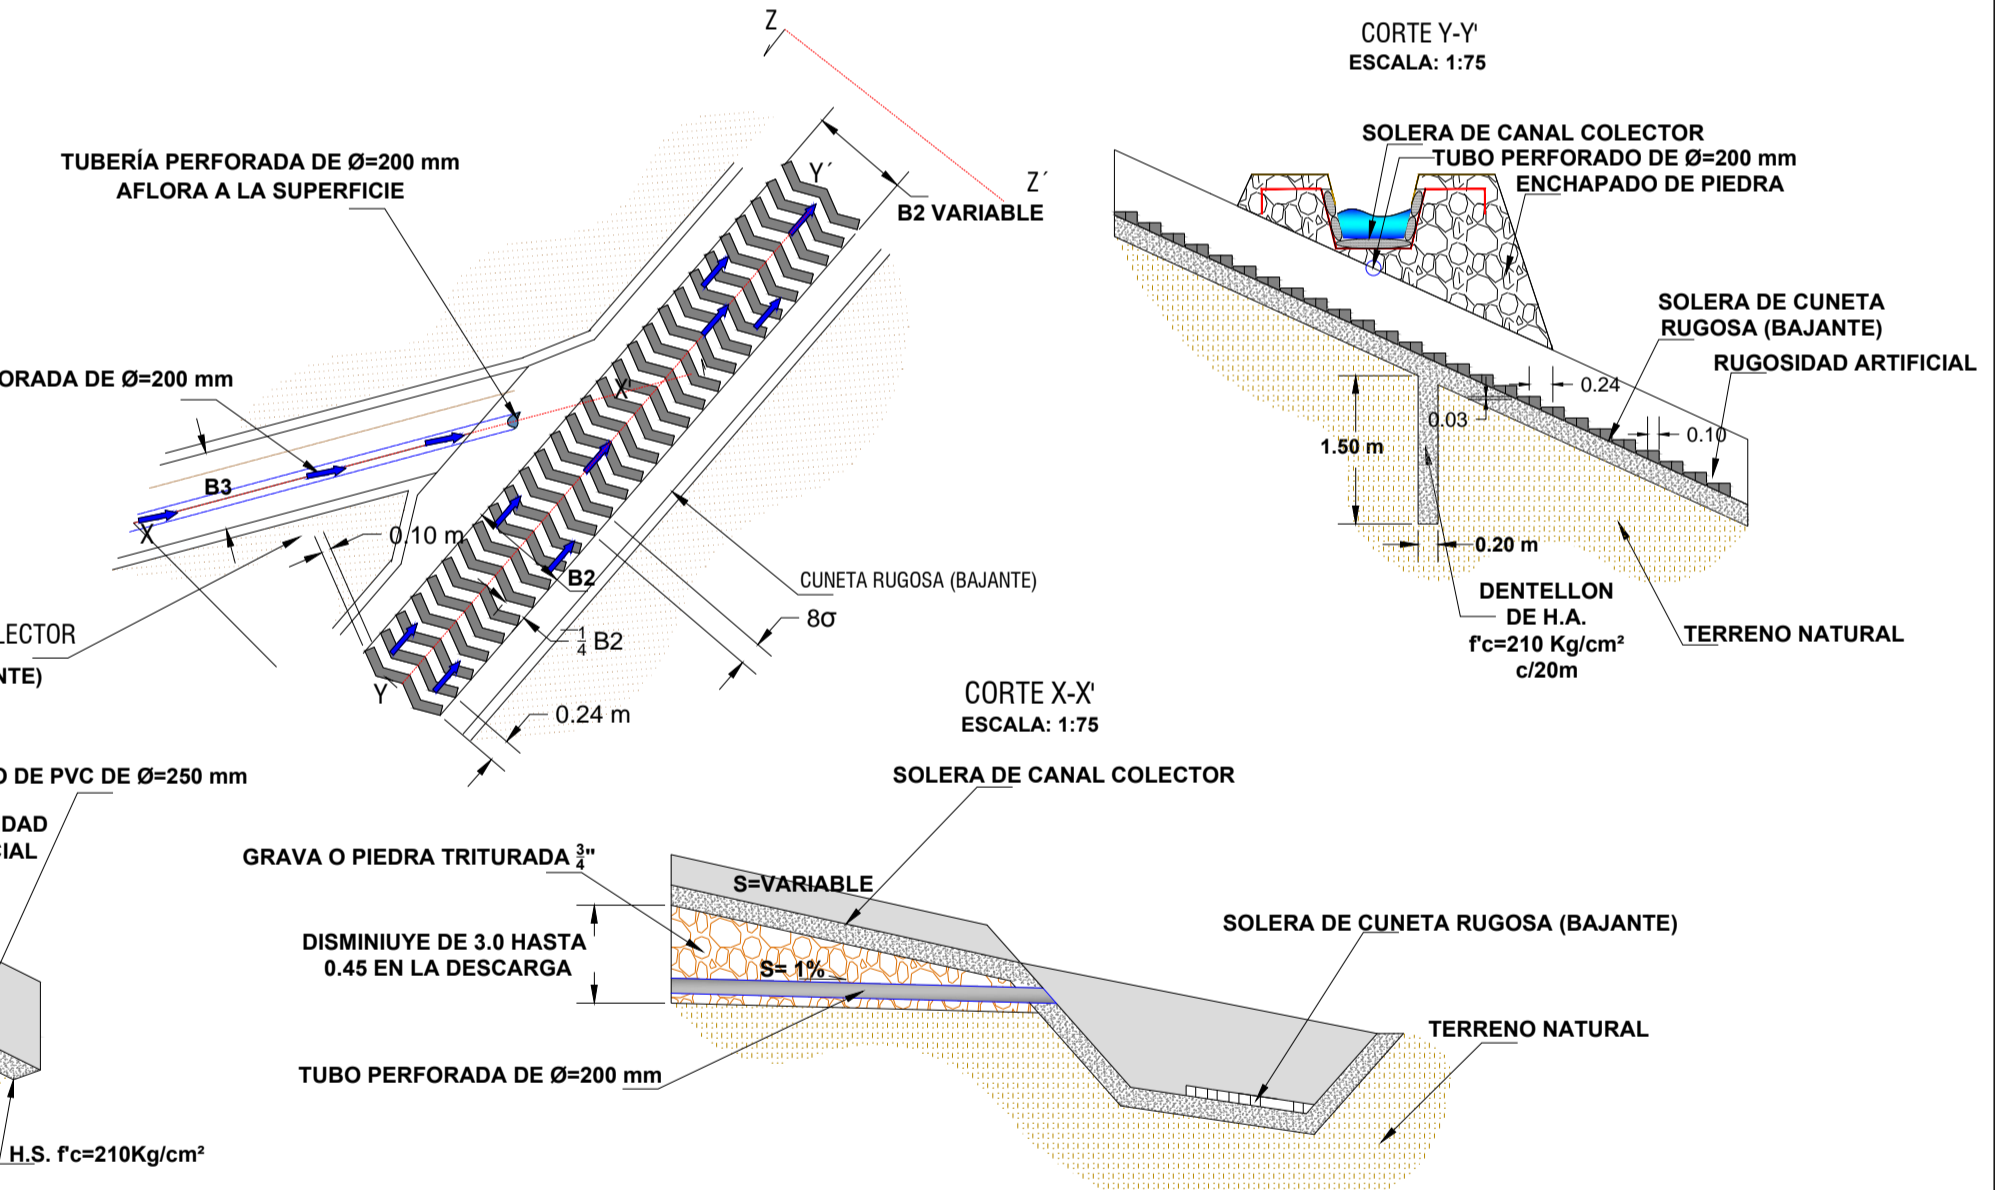 Z
Z´
B2 VARIABLE
TUBERÍA PERFORADA DE Ø=200 mm
AFLORA A LA SUPERFICIE
Y´
X'
ORADA DE Ø=200 mm
B3
X
0.10 m
B2
CUNETA RUGOSA (BAJANTE)
8σ
1/4 B2
LECTOR
NTE)
Y
0.24 m
CORTE Y-Y'
ESCALA: 1:75
SOLERA DE CANAL COLECTOR
TUBO PERFORADO DE Ø=200 mm
ENCHAPADO DE PIEDRA
SOLERA DE CUNETA
RUGOSA (BAJANTE)
RUGOSIDAD ARTIFICIAL
0.24
0.03
0.10
1.50 m
0.20 m
DENTELLON
DE H.A.
f'c=210 Kg/cm²
c/20m
TERRENO NATURAL
CORTE X-X'
ESCALA: 1:75
SOLERA DE CANAL COLECTOR
O DE PVC DE Ø=250 mm
DAD
CIAL
GRAVA O PIEDRA TRITURADA 3/4"
S=VARIABLE
DISMINIUYE DE 3.0 HASTA
0.45 EN LA DESCARGA
S= 1%
SOLERA DE CUNETA RUGOSA (BAJANTE)
TERRENO NATURAL
TUBO PERFORADA DE Ø=200 mm
H.S. f'c=210Kg/cm²